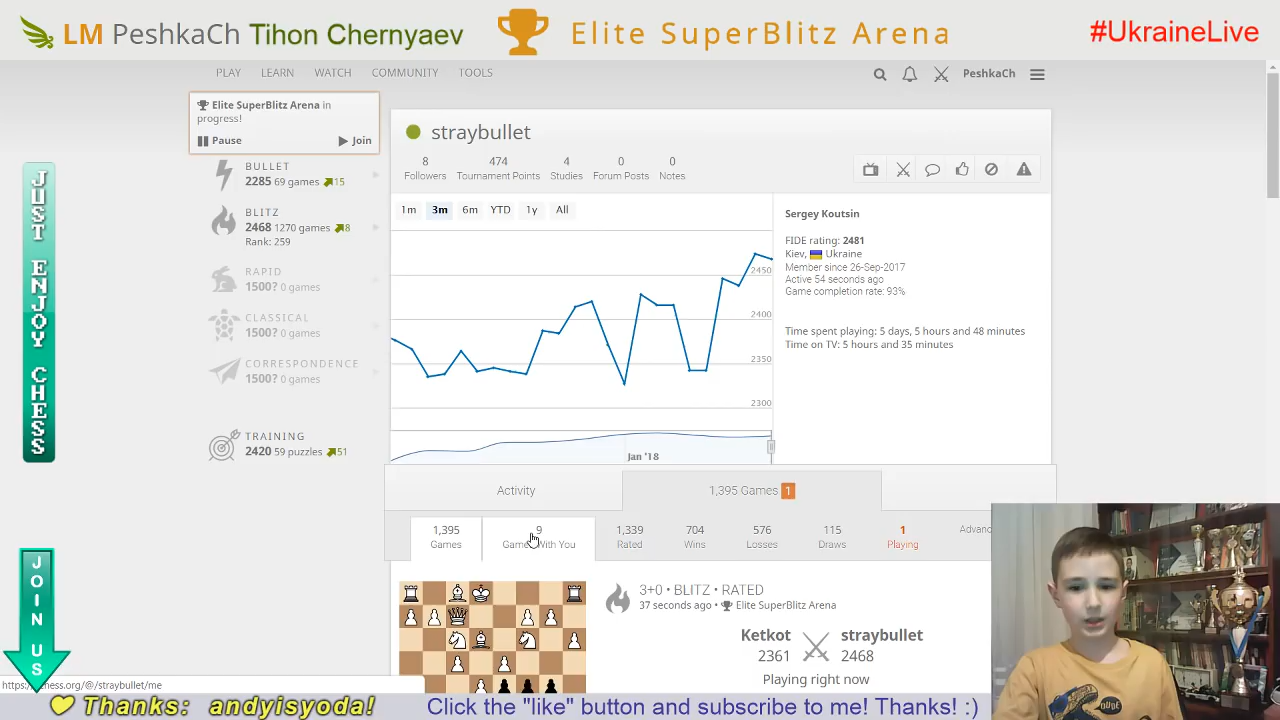 LM PeshkaCh Tihon Chernyaev
Elite SuperBlitz Arena
#UkraineLive
PLAY LEARN WATCH COMMUNITY TOOLS
PeshkaCh
Elite SuperBlitz Arena in
progress!
Pause Join
BULLET
2285 69 games 15
BLITZ
2468 1270 games 8
Rank: 259
RAPID
1500? 0 games
CLASSICAL
1500? 0 games
CORRESPONDENCE
1500? 0 games
TRAINING
2420 59 puzzles 51
straybullet
8 474 4 0 0
Followers Tournament Points Studies Forum Posts Notes
1m 3m 6m YTD 1y All
2450
2400
2350
2300
Jan '18
Sergey Koutsin
FIDE rating: 2481
Kiev, Ukraine
Member since 26-Sep-2017
Active 54 seconds ago
Game completion rate: 93%
Time spent playing: 5 days, 5 hours and 48 minutes
Time on TV: 5 hours and 35 minutes
Activity
1,395 Games 1
1,395 9 1,339 704 576 115 1
Games With You Rated Wins Losses Draws Playing
3+0 • BLITZ • RATED
37 seconds ago • Elite SuperBlitz Arena
Ketkot straybullet
2361 2468
Playing right now
JUST ENJOY CHESS
JOIN US
Thanks: andyisyoda!
Click the "like" button and subscribe to me! Thanks! :)